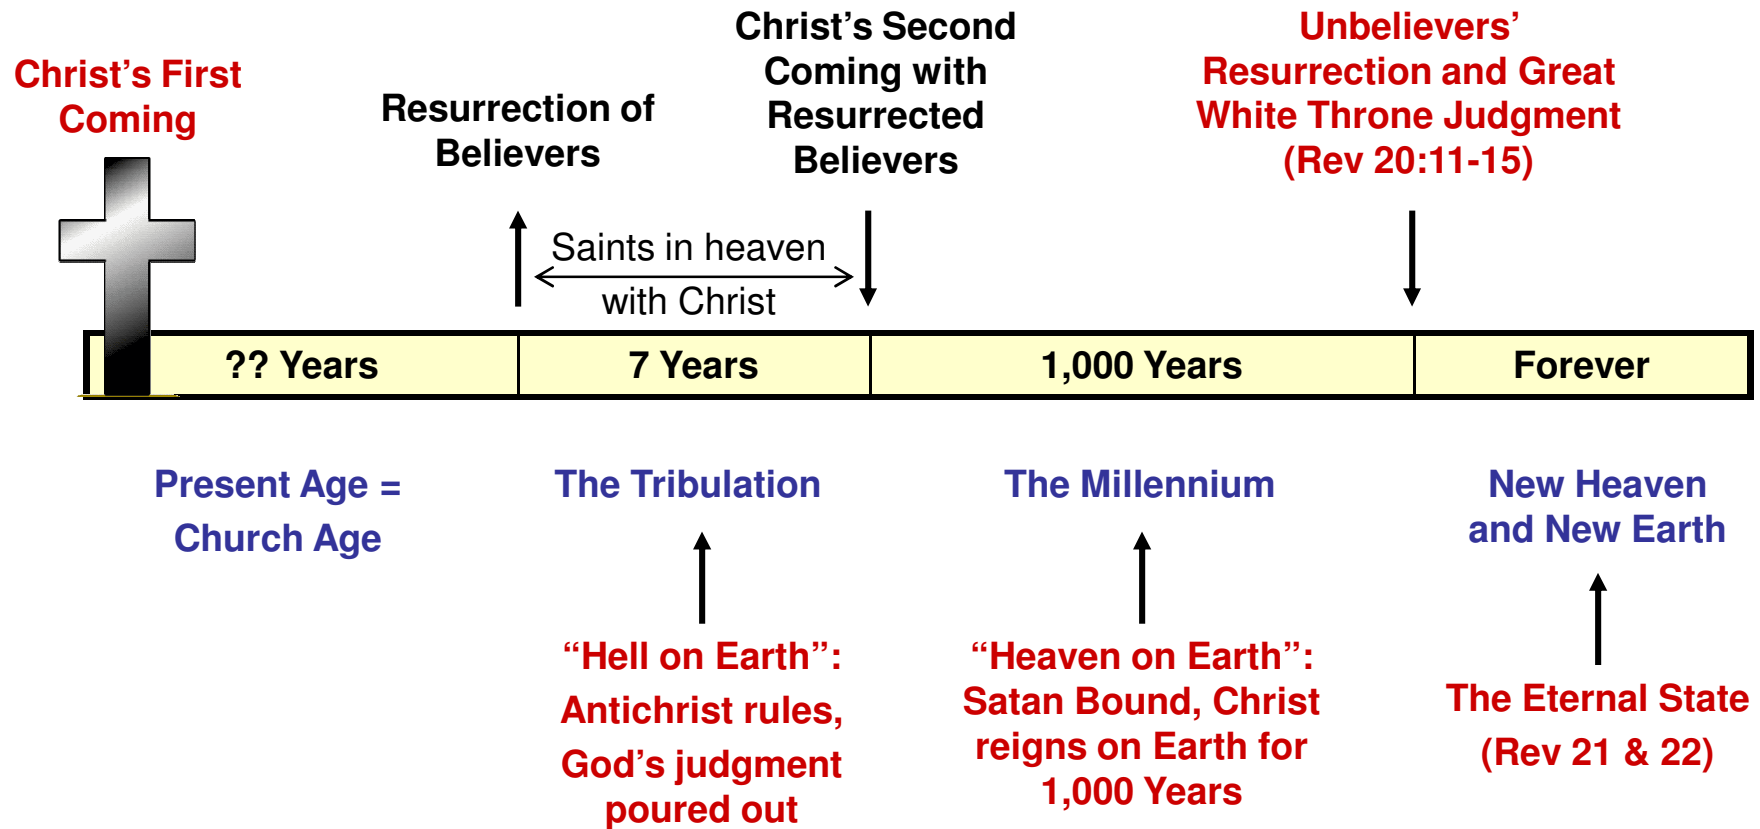 Christ’s First
Coming
Resurrection of
Believers
Christ’s Second
Coming with
Resurrected
Believers
Unbelievers’
Resurrection and Great
White Throne Judgment
(Rev 20:11-15)
Saints in heaven
with Christ
?? Years
7 Years
1,000 Years
Forever
Present Age =
Church Age
The Tribulation
The Millennium
New Heaven
and New Earth
“Hell on Earth”:
Antichrist rules,
God’s judgment
poured out
“Heaven on Earth”:
Satan Bound, Christ
reigns on Earth for
1,000 Years
The Eternal State
(Rev 21 & 22)